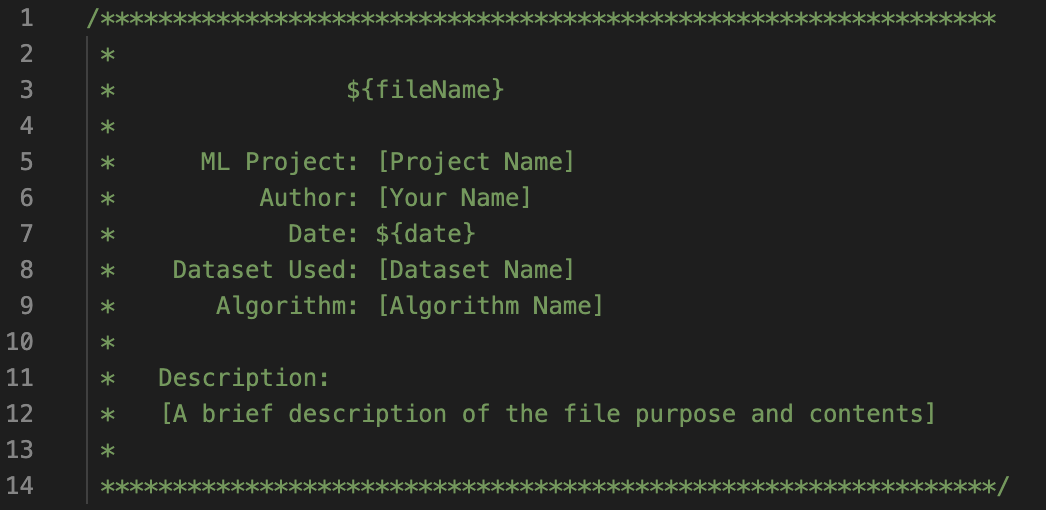 1 /**************************************************************
2 *
3 * ${fileName}
4 *
5 * ML Project: [Project Name]
6 * Author: [Your Name]
7 * Date: ${date}
8 * Dataset Used: [Dataset Name]
9 * Algorithm: [Algorithm Name]
10 *
11 * Description:
12 * [A brief description of the file purpose and contents]
13 *
14 **************************************************************/